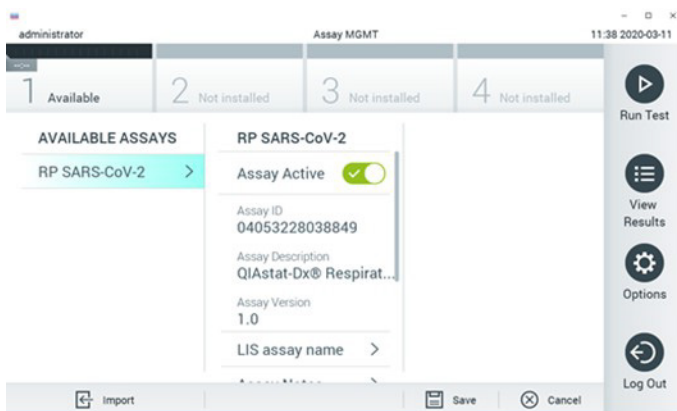 administrator
Assay MGMT
11:38 2020-03-11
1 Available
2 Not installed
3 Not installed
4 Not installed
Run Test
AVAILABLE ASSAYS
RP SARS-CoV-2
RP SARS-CoV-2
Assay Active
Assay ID
04053228038849
Assay Description
QIAstat-Dx® Respirat...
Assay Version
1.0
LIS assay name
View
Results
Options
Log Out
Import
Save
Cancel